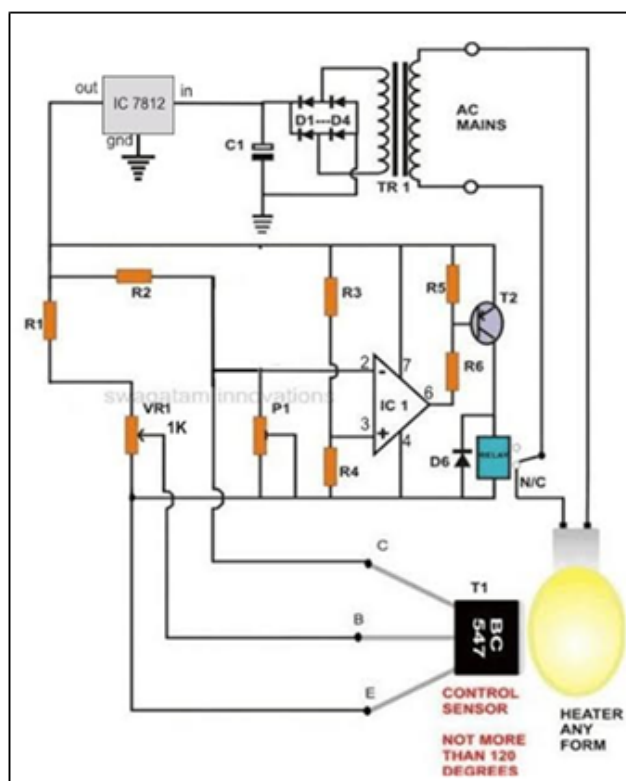 out
IC 7812
in
gnd
C1
D1---D4
TR 1
AC
MAINS
R2
R1
R3
R5
T2
2
7
R6
swagatam innovations
VR1
1K
P1
IC 1
6
3
4
R4
-
+
D6
RELAY
N/C
C
T1
B
BC
547
E
CONTROL
SENSOR
NOT MORE
THAN 120
DEGREES
HEATER
ANY
FORM